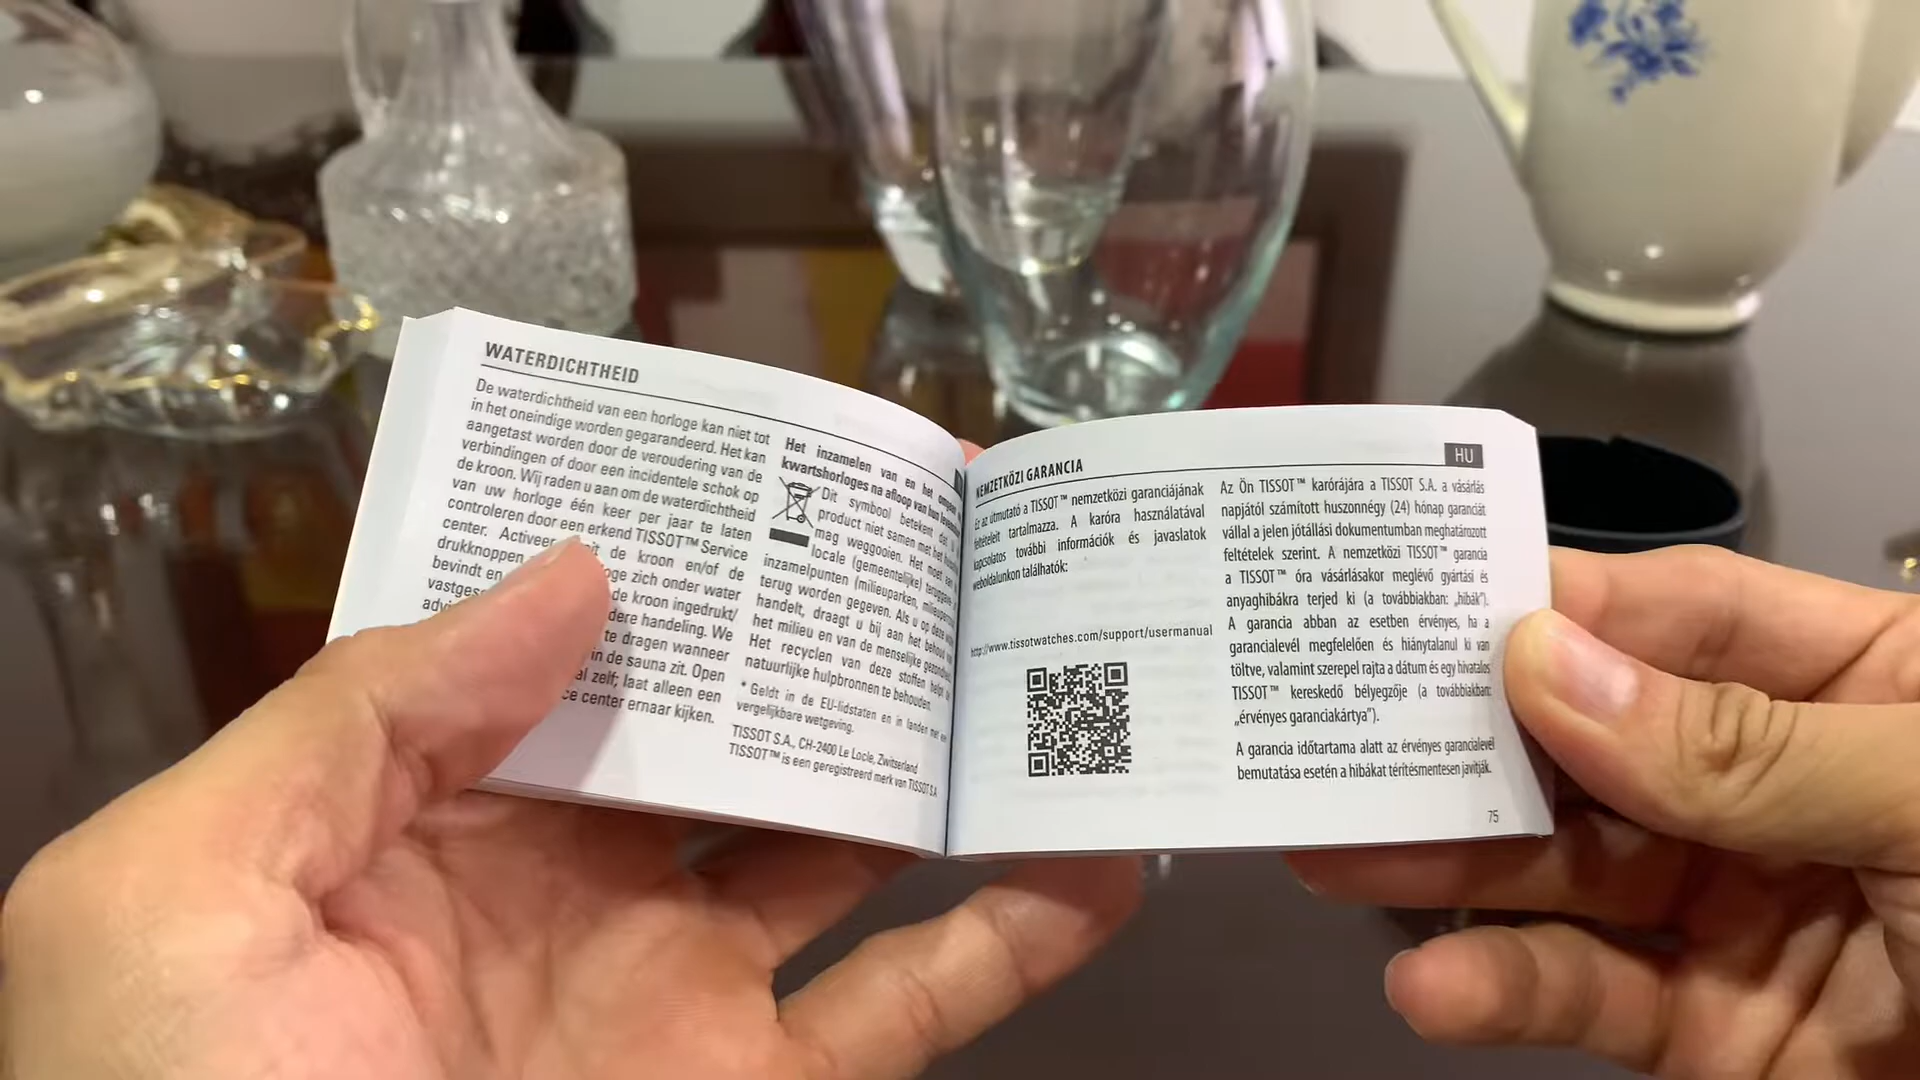 WATERDICHTHEID
De waterdichtheid van een horloge kan niet tot
in het oneindige worden gegarandeerd. Het kan
aangetast worden door de veroudering van de
verbindingen of door een incidentele schok op
de kroon. Wij raden u aan om de waterdichtheid
van uw horloge één keer per jaar te laten
controleren door een erkend TISSOT™ Service
center. Activeer de kroon en/of de
drukknoppen zich onder water
bevindt en de kroon ingedrukt/
handeling. We
te dragen wanneer
in de sauna zit. Open
zelf; laat alleen een
center ernaar kijken.
Het inzamelen van en het
kwartshorloges na afloop van hun
Dit symbool betekent dat
product niet samen met het
mag weggooien. Het moet
locale (gemeentelijke)
inzamelpunten (milieuparken,
terug worden gegeven. Als u op deze
handelt, draagt u bij aan het behoud
het milieu en van de menselijke gezondheid.
Het recyclen van deze stoffen helpt
natuurlijke hulpbronnen te behouden.
* Geldt in de EU-lidstaten en in landen met een
vergelijkbare wetgeving.
TISSOT S.A., CH-2400 Le Locle, Zwitserland
TISSOT™ is een geregistreerd merk van TISSOT S.A
HU
NEMZETKÖZI GARANCIA
Ez az útmutató a TISSOT™ nemzetközi garanciájának
feltételeit tartalmazza. A karóra használatával
kapcsolatos további információk és javaslatok
weboldalunkon találhatók:
http://www.tissotwatches.com/support/usermanual
Az Ön TISSOT™ karórájára a TISSOT S.A. a vásárlás
napjától számított huszonnégy (24) hónap garanciát
vállal a jelen jótállási dokumentumban meghatározott
feltételek szerint. A nemzetközi TISSOT™ garancia
a TISSOT™ óra vásárlásakor meglévő gyártási és
anyaghibákra terjed ki (a továbbiakban: „hibák").
A garancia abban az esetben érvényes, ha a
garancialevél megfelelően és hiánytalanul ki van
töltve, valamint szerepel rajta a dátum és egy hivatalos
TISSOT™ kereskedő bélyegzője (a továbbiakban:
„érvényes garanciakártya").
A garancia időtartama alatt az érvényes garancialevél
bemutatása esetén a hibákat térítésmentesen javítják.
75